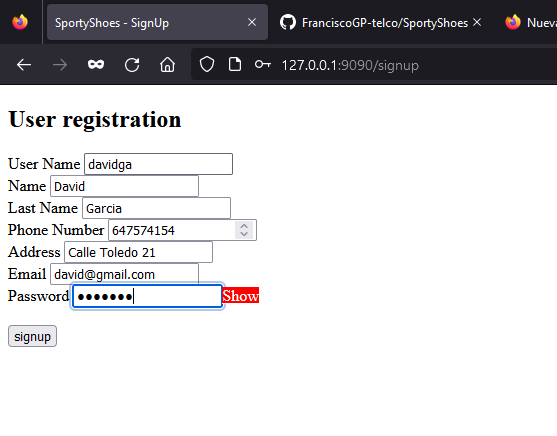 SportyShoes - SignUp FranciscoGP-telco/SportyShoes Nueva
127.0.0.1:9090/signup
User registration
User Name davidga
Name David
Last Name Garcia
Phone Number 647574154
Address Calle Toledo 21
Email david@gmail.com
Password ●●●●●●● Show
signup